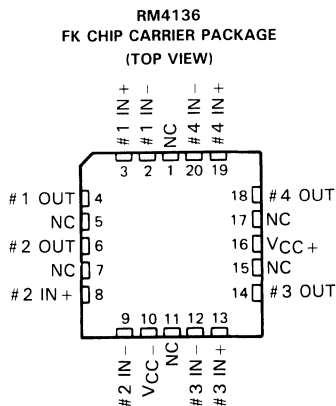 RM4136
FK CHIP CARRIER PACKAGE
(TOP VIEW)
#1 IN+
#1 IN−
NC
#4 IN−
#4 IN+
3 2 1 20 19
#1 OUT 4
NC 5
#2 OUT 6
NC 7
#2 IN+ 8
18 #4 OUT
17 NC
16 VCC+
15 NC
14 #3 OUT
9 10 11 12 13
#2 IN−
VCC−
NC
#3 IN−
#3 IN+